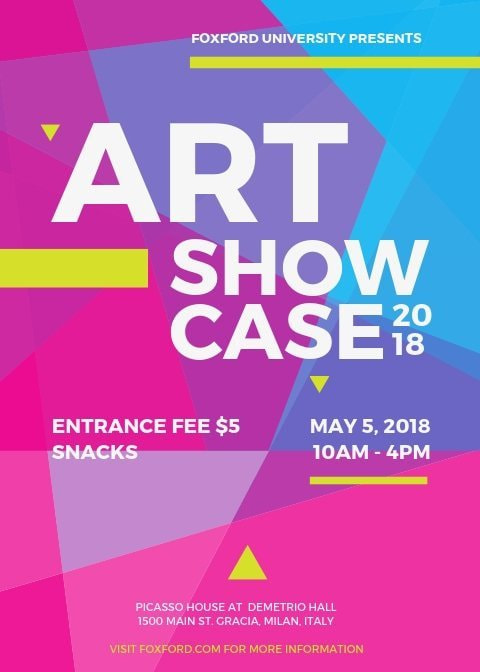 FOXFORD UNIVERSITY PRESENTS
ART
SHOW
CASE 20
18
ENTRANCE FEE $5
SNACKS
MAY 5, 2018
10AM - 4PM
PICASSO HOUSE AT DEMETRIO HALL
1500 MAIN ST. GRACIA, MILAN, ITALY
VISIT FOXFORD.COM FOR MORE INFORMATION